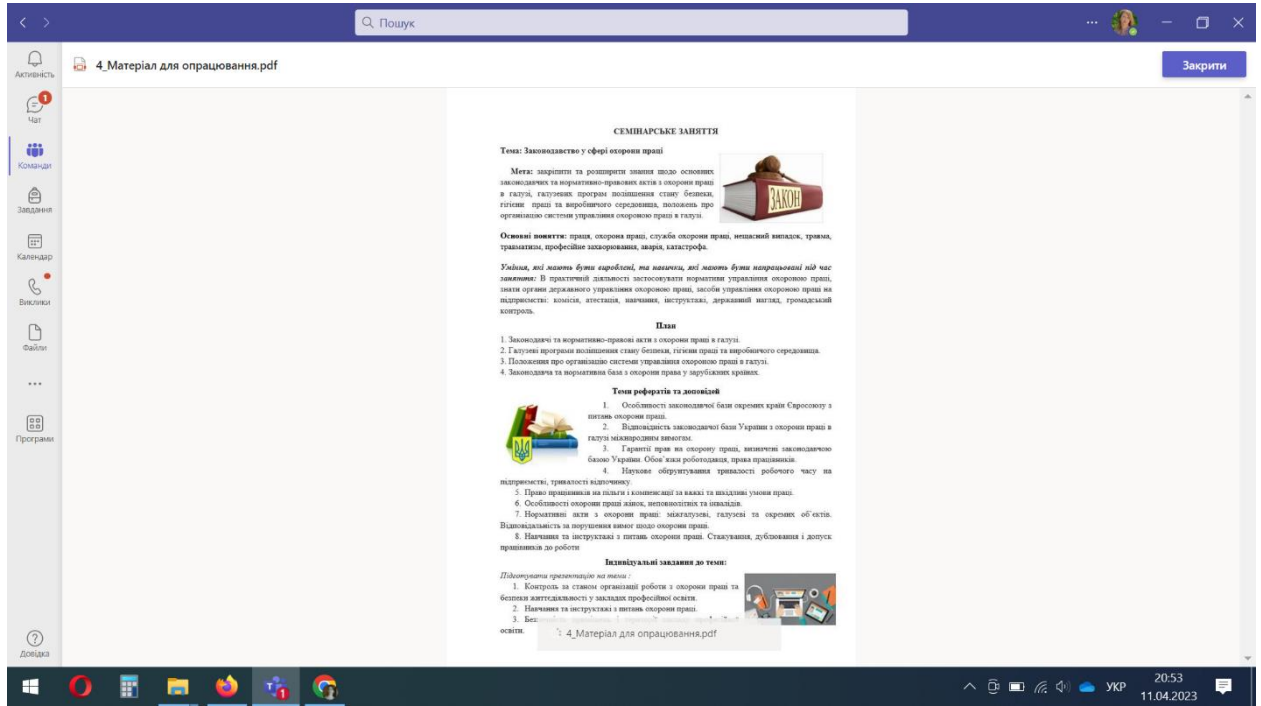 Пошук
Активність
4_Матеріал для опрацювання.pdf
Закрити
1
Чат
Команди
Завдання
Календар
Виклики
Файли
Програми
Довідка
СЕМІНАРСЬКЕ ЗАНЯТТЯ
Тема: Законодавство у сфері охорони праці
Мета: закріпити та розширити знання щодо основних
законодавчих та нормативно-правових актів з охорони праці
в галузі, галузевих програм поліпшення стану безпеки,
гігієни праці та виробничого середовища, положень про
організацію системи управління охороною праці в галузі.
ЗАКОН
Основні поняття: праця, охорона праці, служба охорони праці, нещасний випадок, травма,
травматизм, професійне захворювання, аварія, катастрофа.
Уміння, які мають бути вироблені, та навички, які мають бути напрацьовані під час
заняття: В практичній діяльності застосовувати нормативи управління охороною праці,
знати органи державного управління охороною праці, засоби управління охороною праці на
підприємстві: комісія, атестація, навчання, інструктажі, державний нагляд, громадський
контроль.
План
1. Законодавчі та нормативно-правові акти з охорони праці в галузі.
2. Галузеві програми поліпшення стану безпеки, гігієни праці та виробничого середовища.
3. Положення про організацію системи управління охороною праці в галузі.
4. Законодавча та нормативна база з охорони права у зарубіжних країнах.
Теми рефератів та доповідей
1. Особливості законодавчої бази окремих країн Євросоюзу з
питань охорони праці.
2. Відповідність законодавчої бази України з охорони праці в
галузі міжнародним вимогам.
3. Гарантії прав на охорону праці, визначені законодавчою
базою України. Обов`язки роботодавця, права працівників.
4. Наукове обґрунтування тривалості робочого часу на
підприємстві, тривалості відпочинку.
5. Право працівників на пільги і компенсації за важкі та шкідливі умови праці.
6. Особливості охорони праці жінок, неповнолітніх та інвалідів.
7. Нормативні акти з охорони праці: міжгалузеві, галузеві та окремих об`єктів.
Відповідальність за порушення вимог щодо охорони праці.
8. Навчання та інструктажі з питань охорони праці. Стажування, дублювання і допуск
працівників до роботи
Індивідуальні завдання до теми:
Підготувати презентацію на теми :
1. Контроль за станом організації роботи з охорони праці та
безпеки життєдіяльності у закладах професійної освіти.
2. Навчання та інструктажі з питань охорони праці.
3.
освіти.
4_Матеріал для опрацювання.pdf
УКР
20:53
11.04.2023